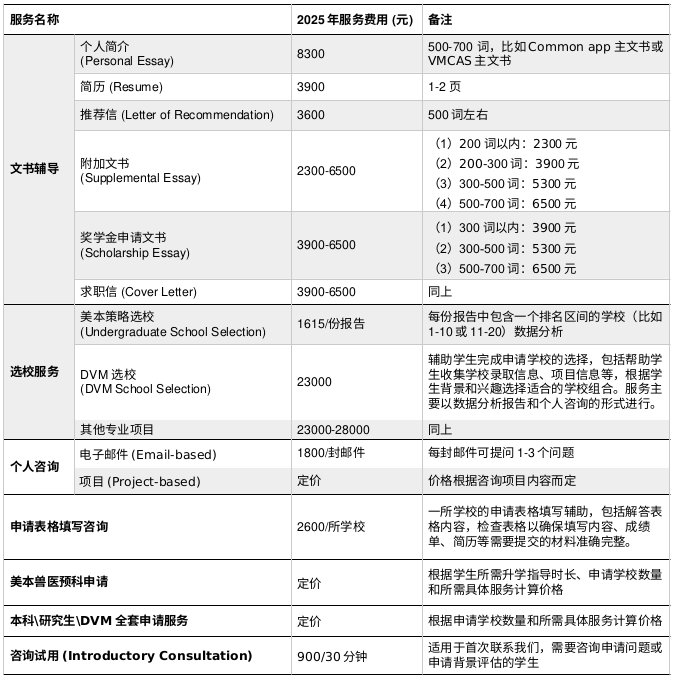 服务名称 2025 年服务费用 (元) 备注
文书辅导
个人简介
(Personal Essay)
8300
500-700 词，比如 Common app 主文书或
VMCAS 主文书
简历 (Resume) 3900 1-2 页
推荐信 (Letter of Recommendation) 3600 500 词左右
附加文书
(Supplemental Essay)
2300-6500
（1）200 词以内：2300 元
（2）200-300 词：3900 元
（3）300-500 词：5300 元
（4）500-700 词：6500 元
奖学金申请文书
(Scholarship Essay)
3900-6500
（1）300 词以内：3900 元
（2）300-500 词：5300 元
（3）500-700 词：6500 元
求职信 (Cover Letter) 3900-6500 同上
选校服务
美本策略选校
(Undergraduate School Selection)
1615/份报告
每份报告中包含一个排名区间的学校（比如
1-10 或 11-20）数据分析
DVM 选校
(DVM School Selection)
23000
辅助学生完成申请学校的选择，包括帮助学
生收集学校录取信息、项目信息等，根据学
生背景和兴趣选择适合的学校组合。服务主
要以数据分析报告和个人咨询的形式进行。
其他专业项目 23000-28000 同上
个人咨询
电子邮件 (Email-based) 1800/封邮件 每封邮件可提问 1-3 个问题
项目 (Project-based) 定价 价格根据咨询项目内容而定
申请表格填写咨询 2600/所学校
一所学校的申请表格填写辅助，包括解答表
格内容，检查表格以确保填写内容、成绩
单、简历等需要提交的材料准确完整。
美本兽医预科申请 定价
根据学生所需升学指导时长、申请学校数量
和所需具体服务计算价格
本科\研究生\DVM 全套申请服务 定价 根据申请学校数量和所需具体服务计算价格
咨询试用 (Introductory Consultation) 900/30 分钟
适用于首次联系我们，需要咨询申请问题或
申请背景评估的学生